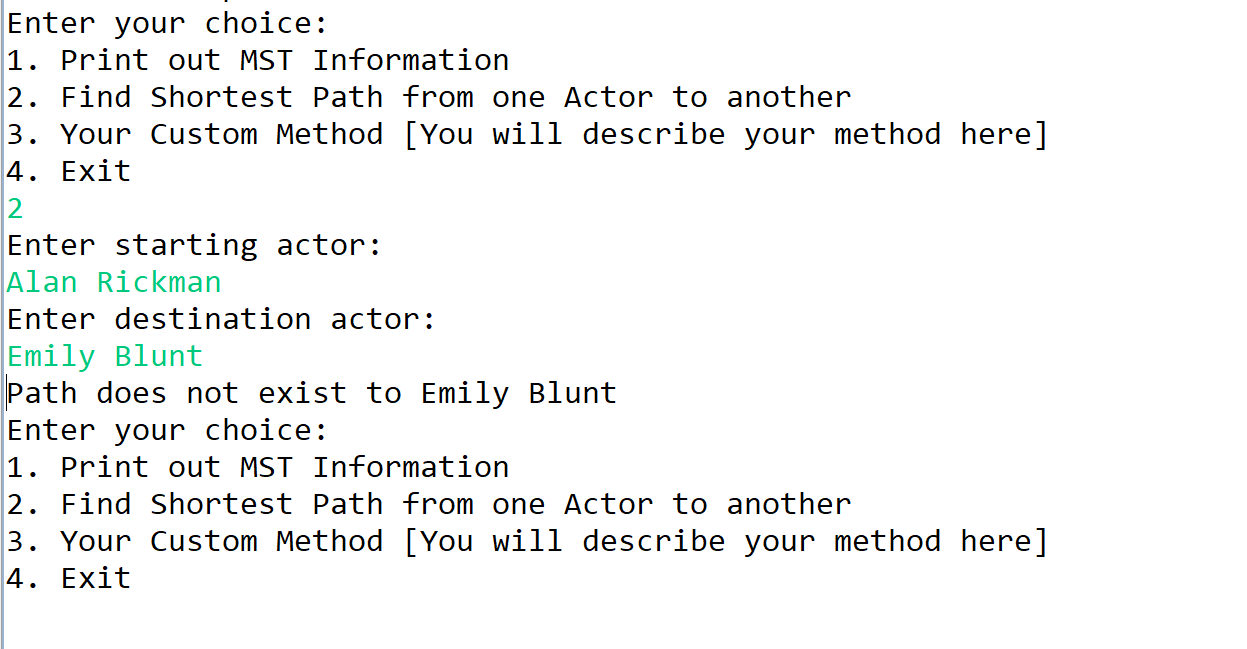 Enter your choice:
1. Print out MST Information
2. Find Shortest Path from one Actor to another
3. Your Custom Method [You will describe your method here]
4. Exit
2
Enter starting actor:
Alan Rickman
Enter destination actor:
Emily Blunt
Path does not exist to Emily Blunt
Enter your choice:
1. Print out MST Information
2. Find Shortest Path from one Actor to another
3. Your Custom Method [You will describe your method here]
4. Exit